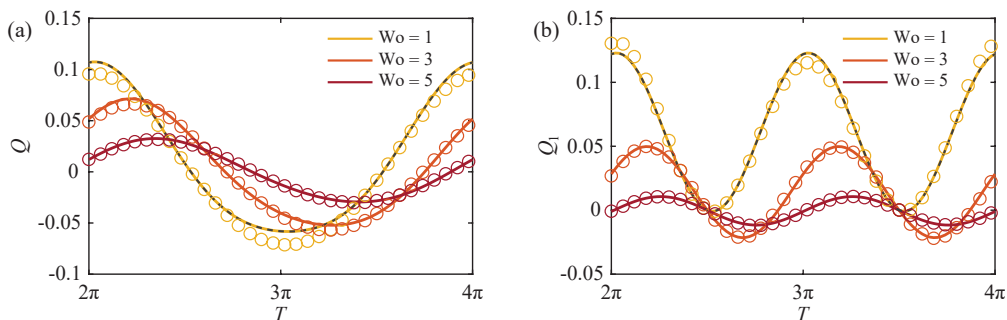 (a)
0.15
0.1
0.05
0
-0.05
-0.1
Q
2π
3π
4π
T
Wo = 1
Wo = 3
Wo = 5
(b)
0.15
0.1
0.05
0
-0.05
Q1
2π
3π
4π
T
Wo = 1
Wo = 3
Wo = 5